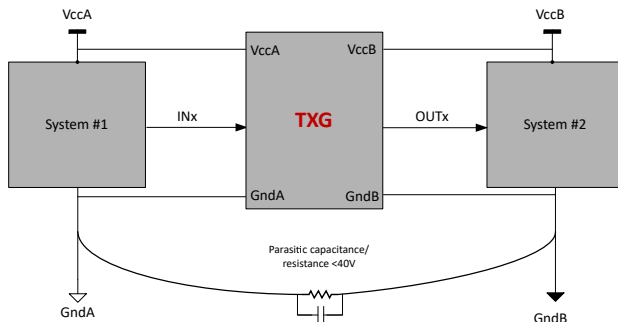 VccA
VccB
VccA
VccB
System #1
INx
TXG
OUTx
System #2
GndA
GndB
Parasitic capacitance/
resistance <40V
GndA
GndB